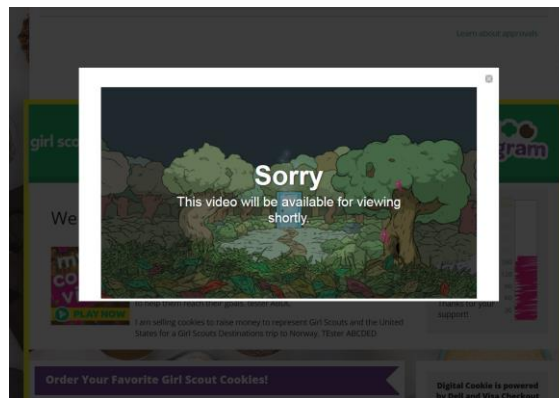 Learn about approvals
girl sco
gram
Sorry
This video will be available for viewing
shortly.
We
PLAY NOW
to help them reach their goals. Tester ABCD,
I am selling cookies to raise money to represent Girl Scouts and the United
States for a Girl Scouts Destinations trip to Norway. TEster ABCDED
Thanks for your
support!
Order Your Favorite Girl Scout Cookies!
Digital Cookie is powered
by Dell and Visa Checkout